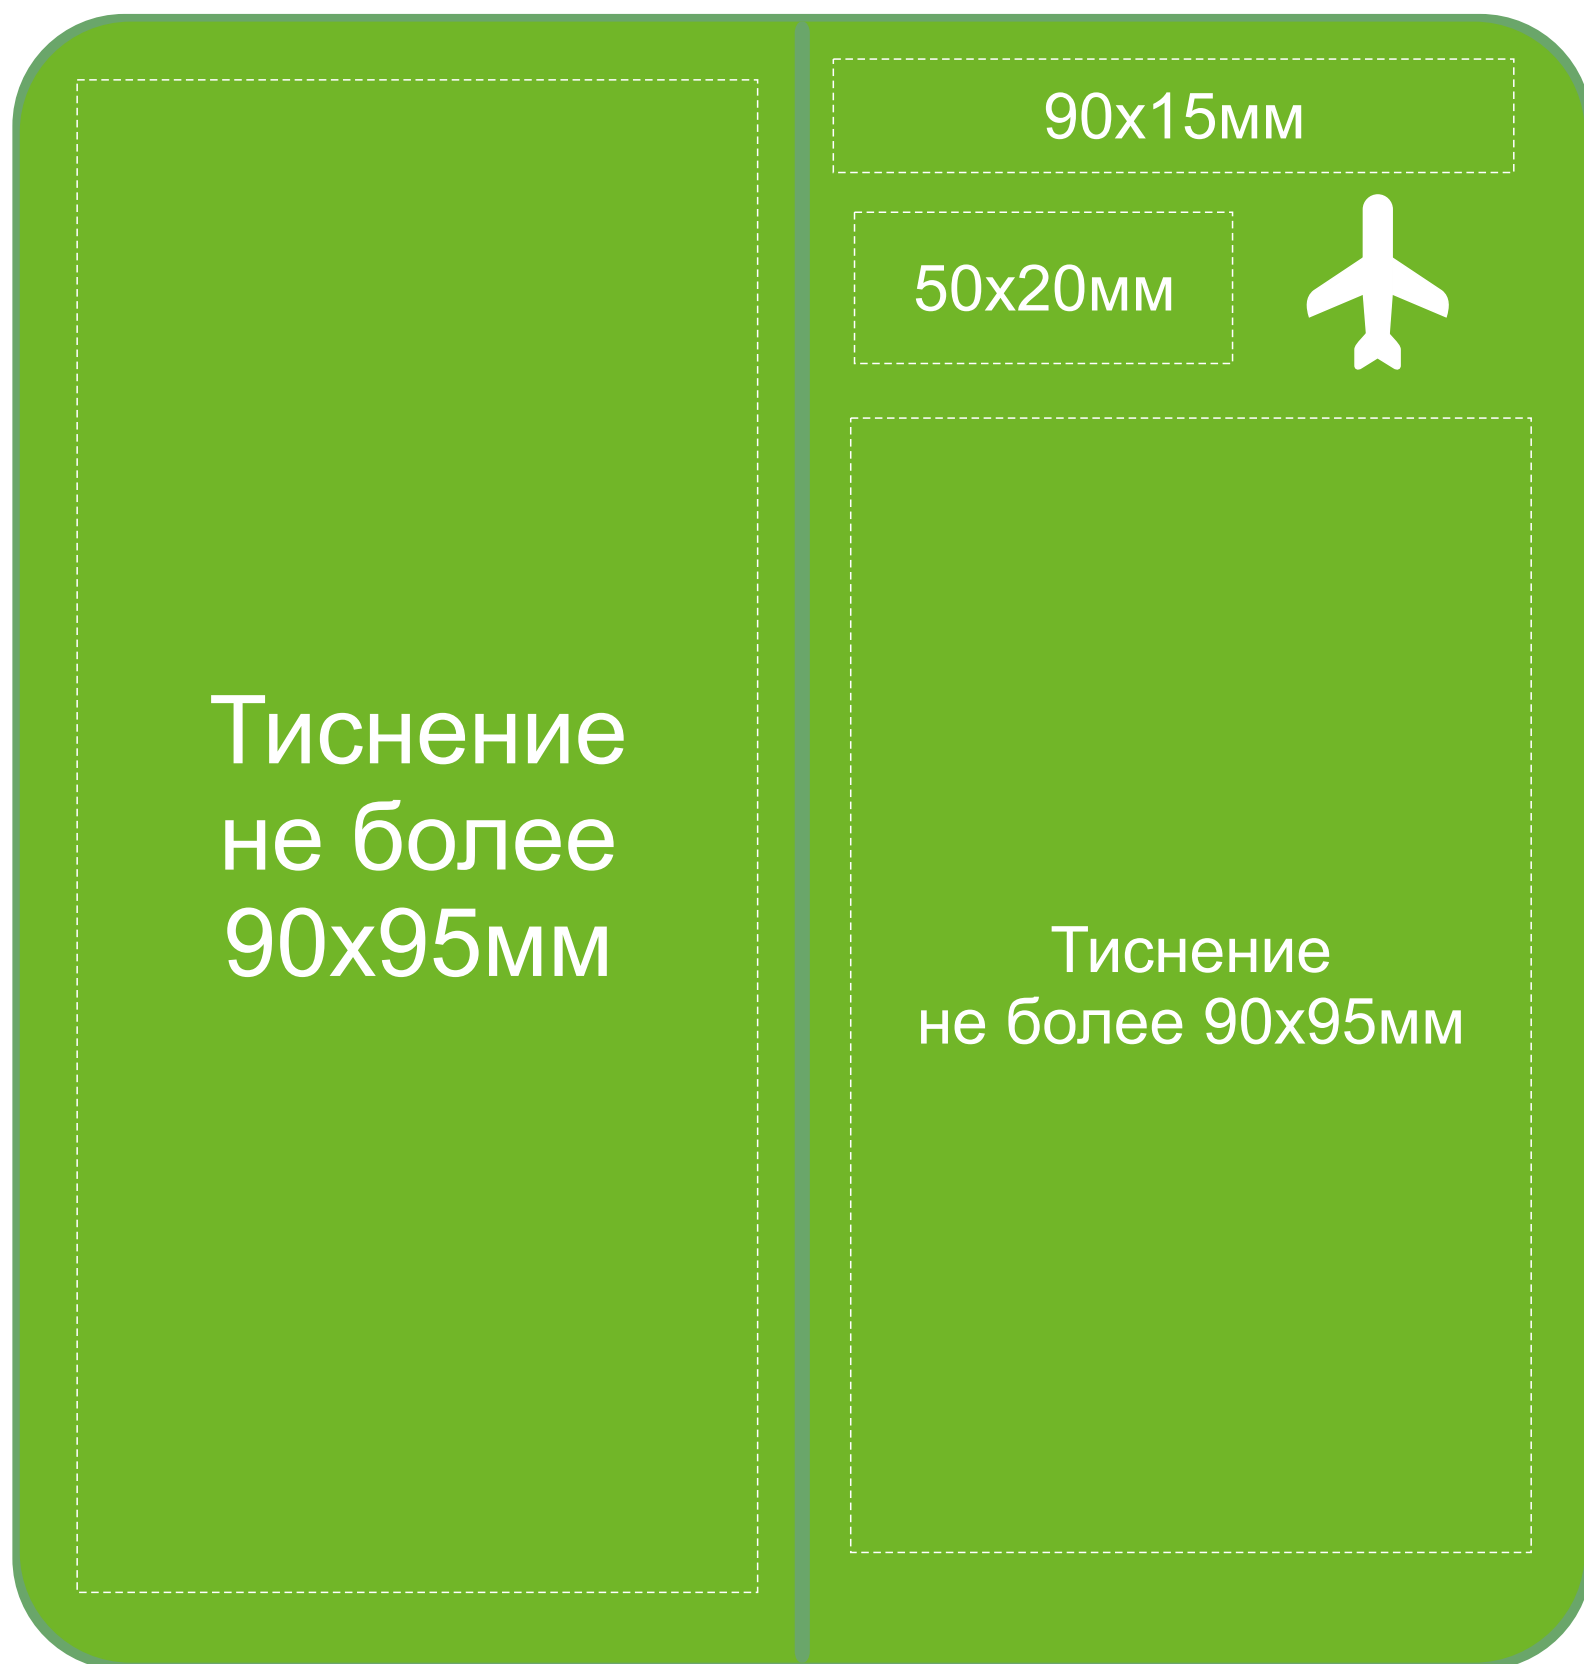 Тиснение
не более
90х95мм
90х15мм
50х20мм
Тиснение
не более 90х95мм